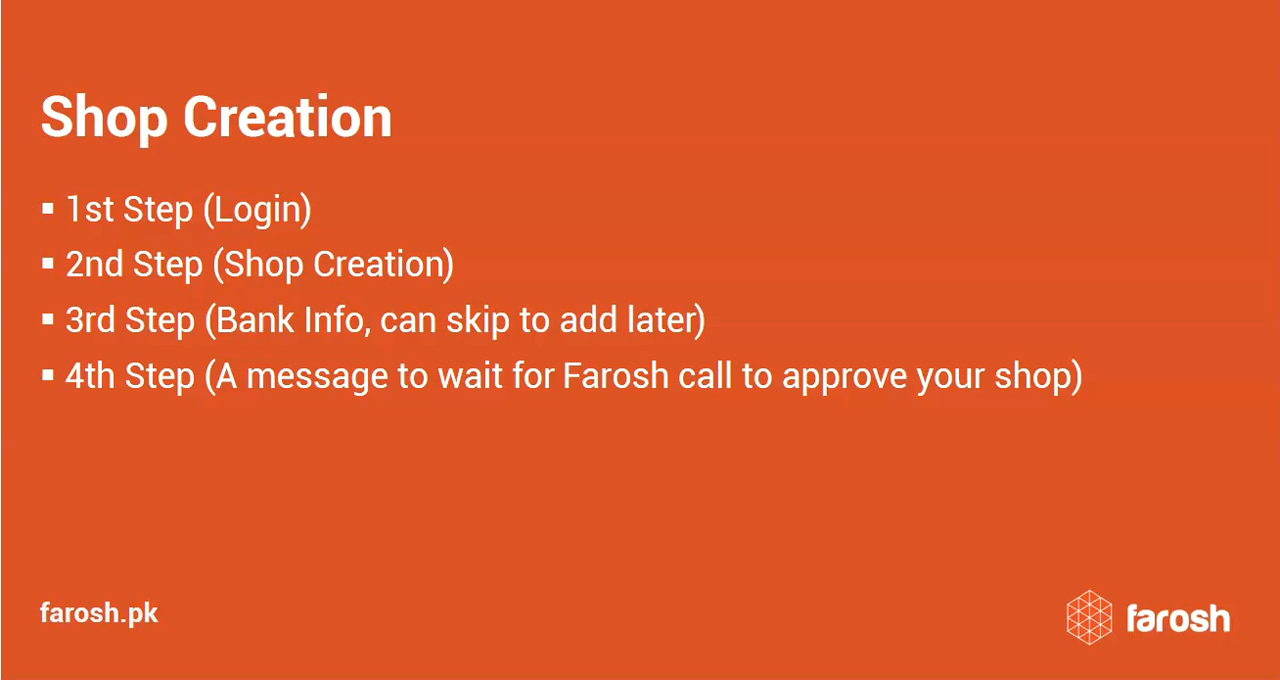 Shop Creation
▪ 1st Step (Login)
▪ 2nd Step (Shop Creation)
▪ 3rd Step (Bank Info, can skip to add later)
▪ 4th Step (A message to wait for Farosh call to approve your shop)
farosh.pk
farosh